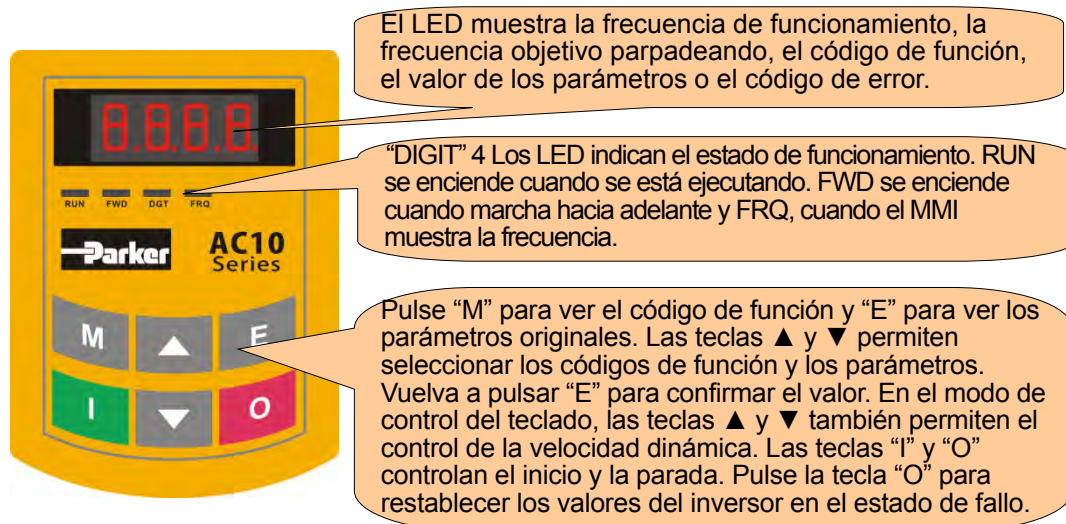 El LED muestra la frecuencia de funcionamiento, la
frecuencia objetivo parpadeando, el código de función,
el valor de los parámetros o el código de error.
8.8.8.8.
“DIGIT” 4 Los LED indican el estado de funcionamiento. RUN
se enciende cuando se está ejecutando. FWD se enciende
cuando marcha hacia adelante y FRQ, cuando el MMI
muestra la frecuencia.
RUN FWD DGT FRQ
Parker AC10
Series
Pulse “M” para ver el código de función y “E” para ver los
parámetros originales. Las teclas ▲ y ▼ permiten
seleccionar los códigos de función y los parámetros.
Vuelva a pulsar “E” para confirmar el valor. En el modo de
control del teclado, las teclas ▲ y ▼ también permiten el
control de la velocidad dinámica. Las teclas “I” y “O”
controlan el inicio y la parada. Pulse la tecla “O” para
restablecer los valores del inversor en el estado de fallo.
M ▲ E
I ▼ O